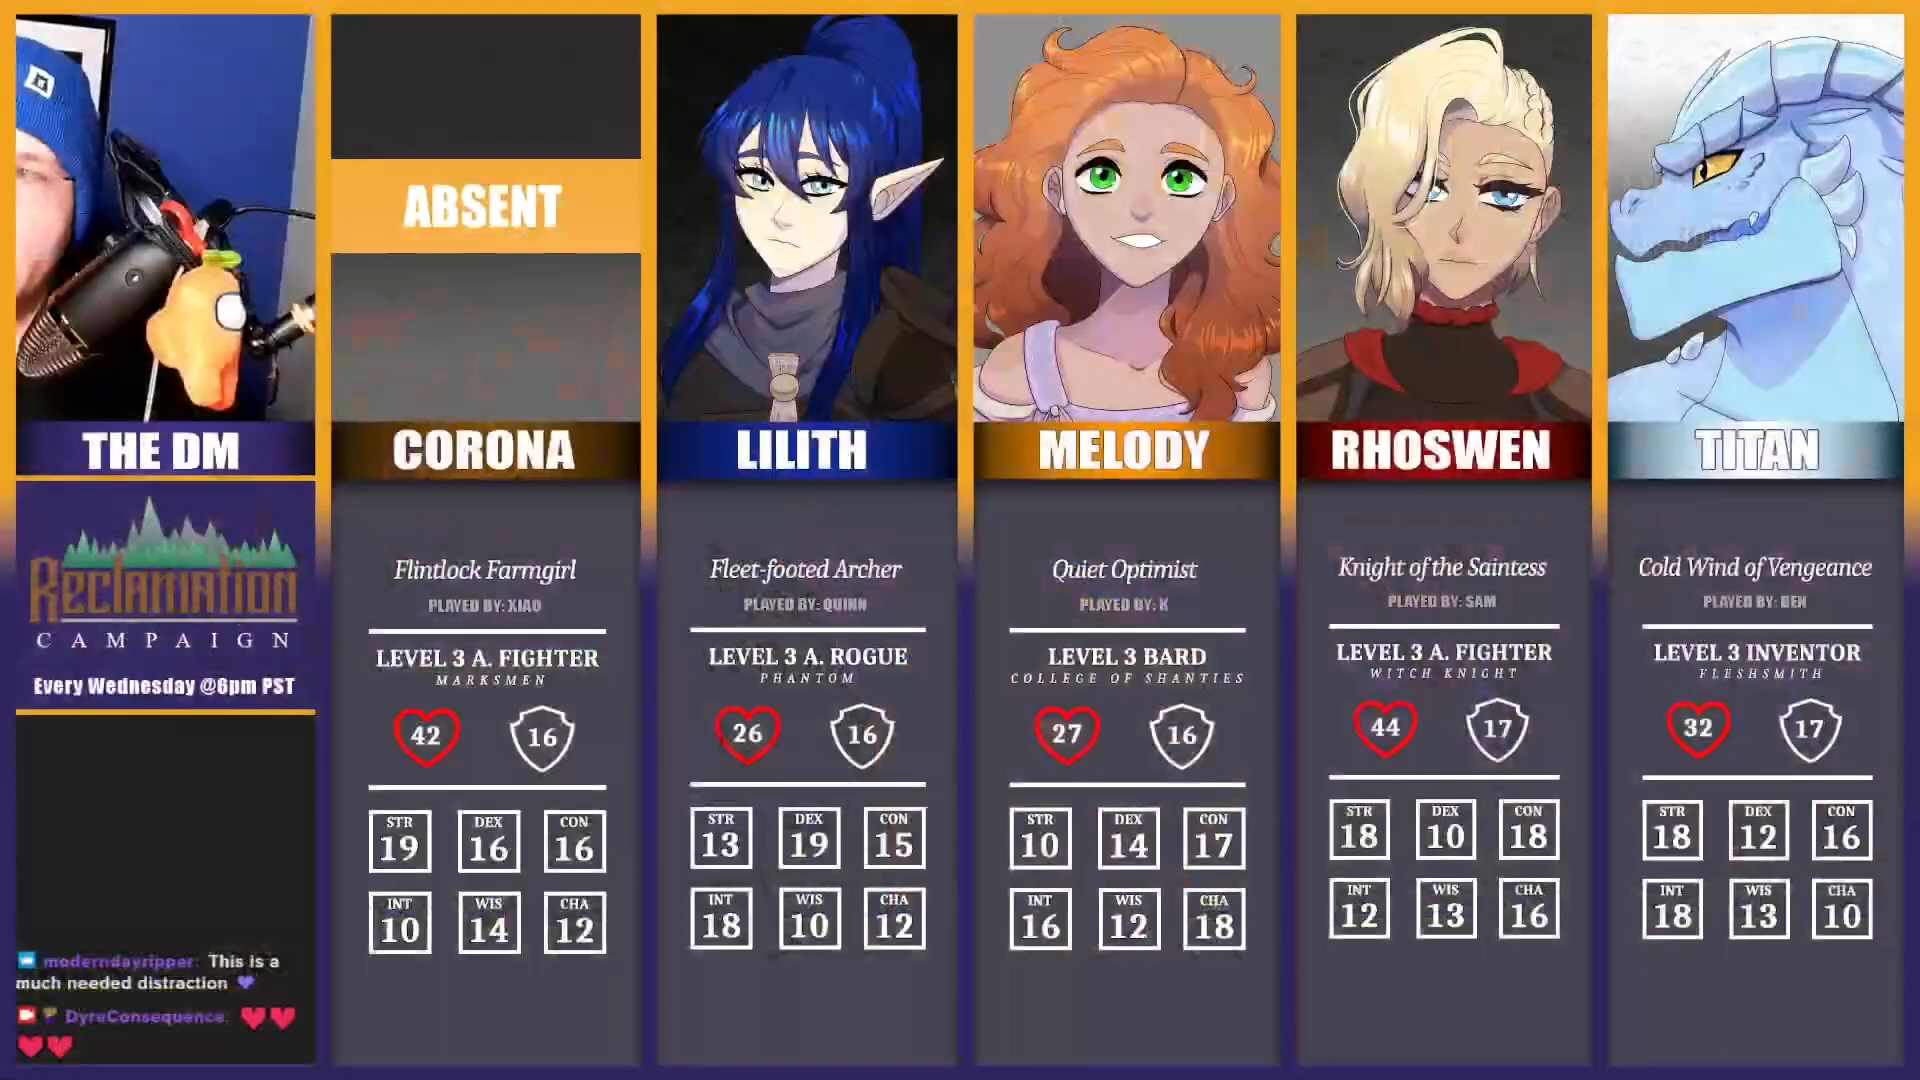 THE DM
Reclamation
CAMPAIGN
Every Wednesday @6pm PST
moderndayripper: This is a
much needed distraction
DyreConsequence:
ABSENT
CORONA
Flintlock Farmgirl
PLAYED BY: XIAO
LEVEL 3 A. FIGHTER
MARKSMEN
42 16
STR DEX CON
19 16 16
INT WIS CHA
10 14 12
LILITH
Fleet-footed Archer
PLAYED BY: QUINN
LEVEL 3 A. ROGUE
PHANTOM
26 16
STR DEX CON
13 19 15
INT WIS CHA
18 10 12
MELODY
Quiet Optimist
PLAYED BY: K
LEVEL 3 BARD
COLLEGE OF SHANTIES
27 16
STR DEX CON
10 14 17
INT WIS CHA
16 12 18
RHOSWEN
Knight of the Saintess
PLAYED BY: SAM
LEVEL 3 A. FIGHTER
WITCH KNIGHT
44 17
STR DEX CON
18 10 18
INT WIS CHA
12 13 16
TITAN
Cold Wind of Vengeance
PLAYED BY: BEN
LEVEL 3 INVENTOR
FLESHSMITH
32 17
STR DEX CON
18 12 16
INT WIS CHA
18 13 10